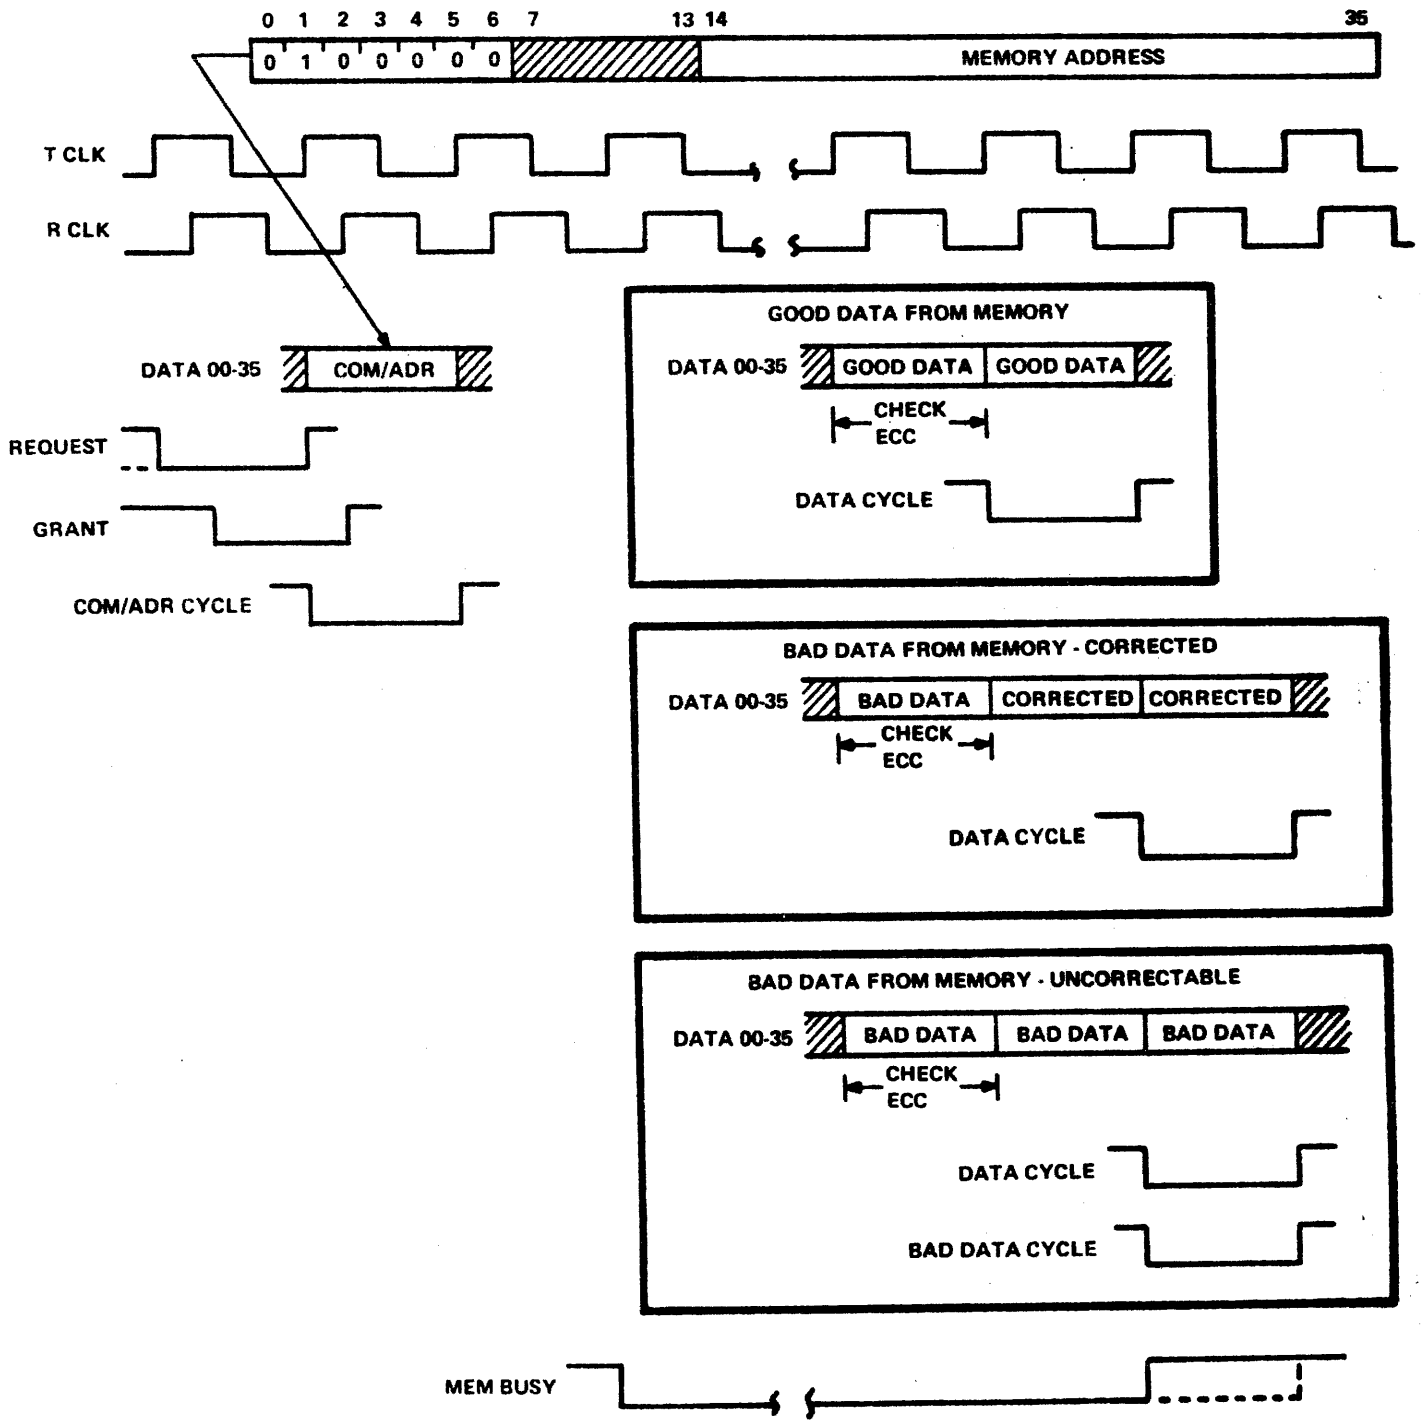 0 1 2 3 4 5 6 7 13 14 35
0 1 0 0 0 0 0 MEMORY ADDRESS
T CLK
R CLK
DATA 00-35 COM/ADR
REQUEST
GRANT
COM/ADR CYCLE
GOOD DATA FROM MEMORY
DATA 00-35 GOOD DATA GOOD DATA
CHECK
ECC
DATA CYCLE
BAD DATA FROM MEMORY - CORRECTED
DATA 00-35 BAD DATA CORRECTED CORRECTED
CHECK
ECC
DATA CYCLE
BAD DATA FROM MEMORY - UNCORRECTABLE
DATA 00-35 BAD DATA BAD DATA BAD DATA
CHECK
ECC
DATA CYCLE
BAD DATA CYCLE
MEM BUSY